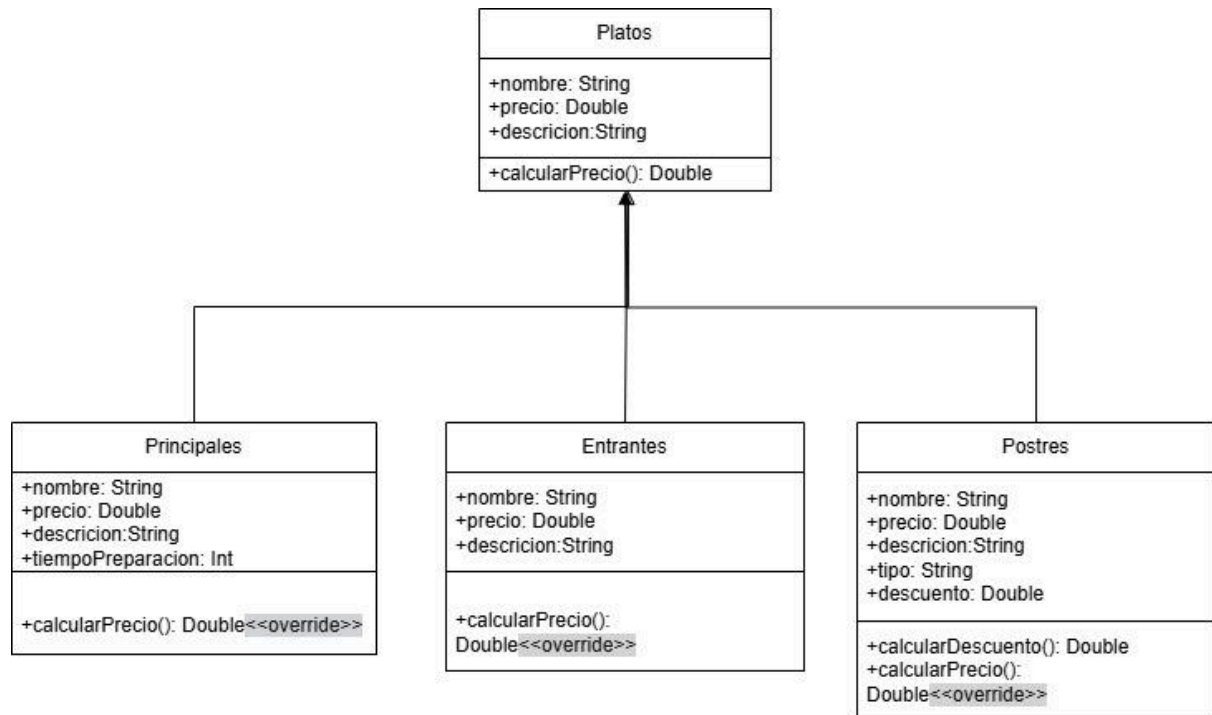 Platos
+nombre: String
+precio: Double
+descricion:String
+calcularPrecio(): Double
Principales
+nombre: String
+precio: Double
+descricion:String
+tiempoPreparacion: Int
+calcularPrecio(): Double<<override>>
Entrantes
+nombre: String
+precio: Double
+descricion:String
+calcularPrecio():
Double<<override>>
Postres
+nombre: String
+precio: Double
+descricion:String
+tipo: String
+descuento: Double
+calcularDescuento(): Double
+calcularPrecio():
Double<<override>>